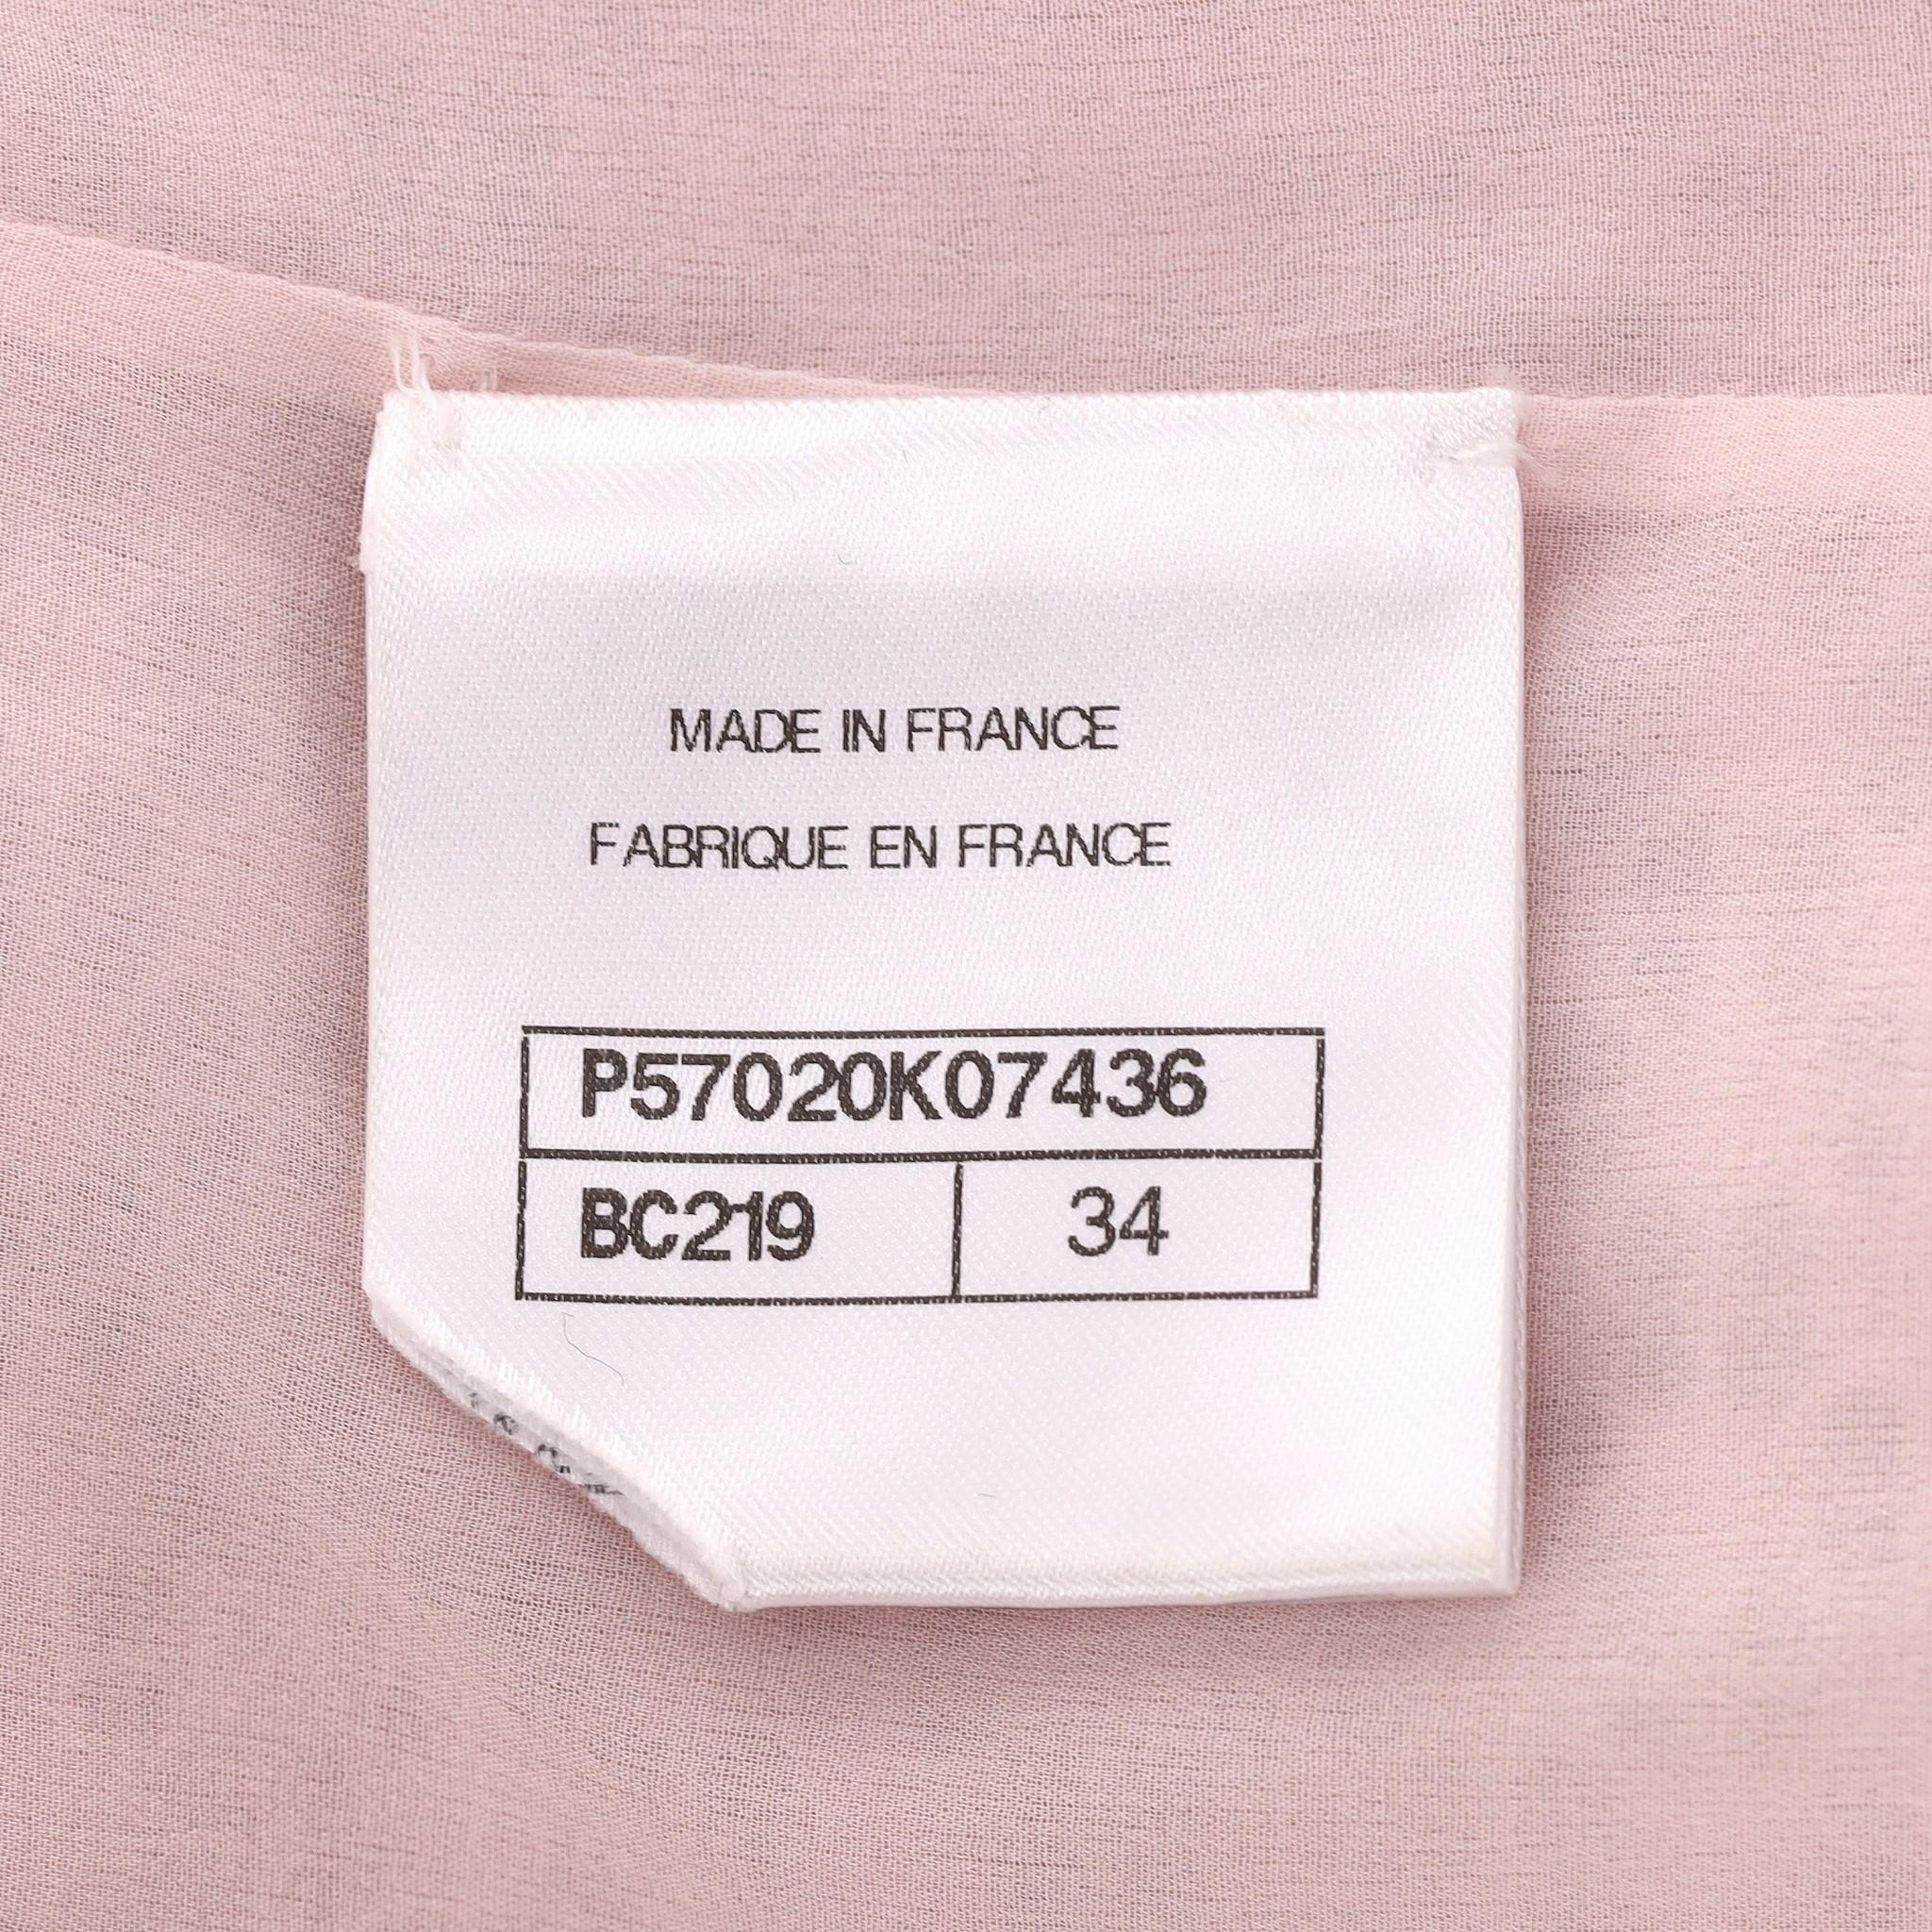 MADE IN FRANCE
FABRIQUE EN FRANCE
P57020K07436
BC219 34